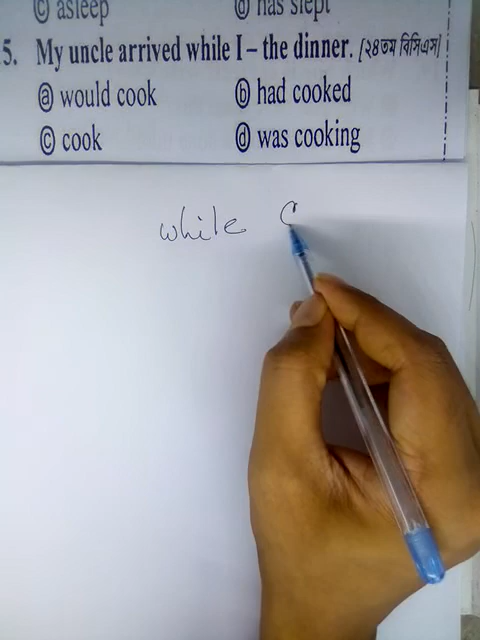 ⓒ asleep ⓓ has slept
5. My uncle arrived while I – the dinner. [২৪তম বিসিএস]
ⓐ would cook ⓑ had cooked
ⓒ cook ⓓ was cooking
while